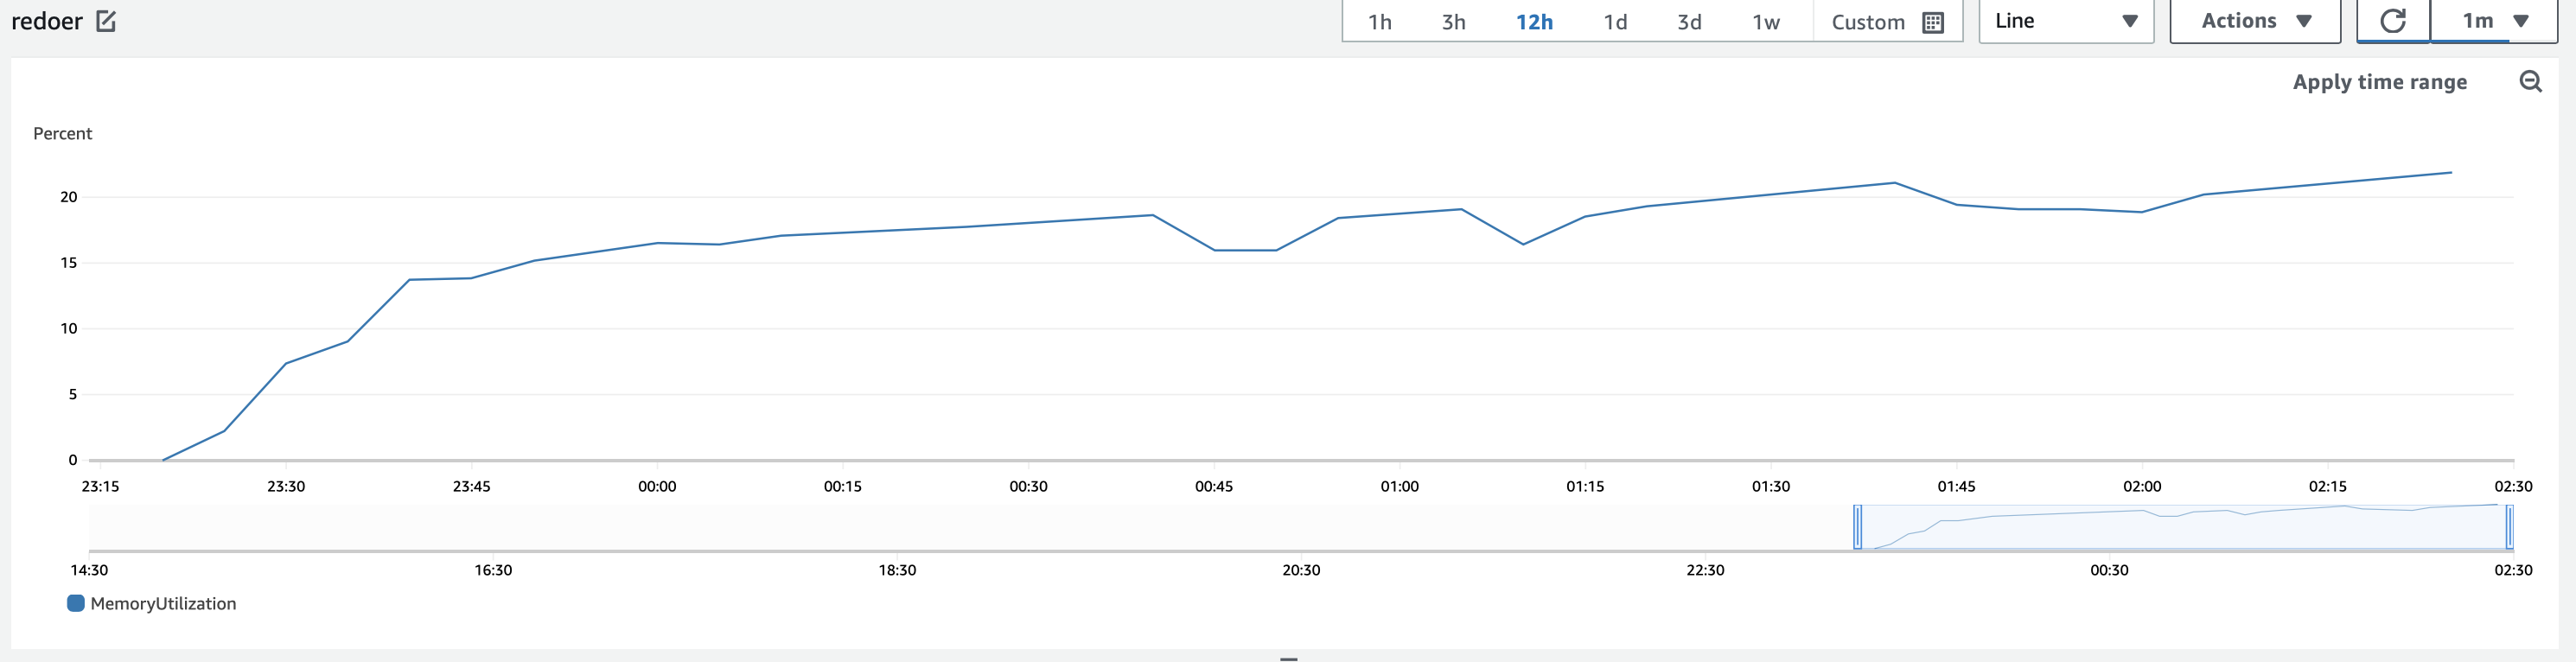 redoer
1h 3h 12h 1d 3d 1w Custom Line Actions 1m
Apply time range
Percent
20
15
10
5
0
23:15 23:30 23:45 00:00 00:15 00:30 00:45 01:00 01:15 01:30 01:45 02:00 02:15 02:30
14:30 16:30 18:30 20:30 22:30 00:30 02:30
MemoryUtilization